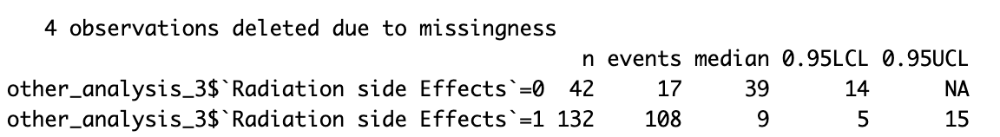 4 observations deleted due to missingness
n events median 0.95LCL 0.95UCL
other_analysis_3$`Radiation side Effects`=0 42 17 39 14 NA
other_analysis_3$`Radiation side Effects`=1 132 108 9 5 15